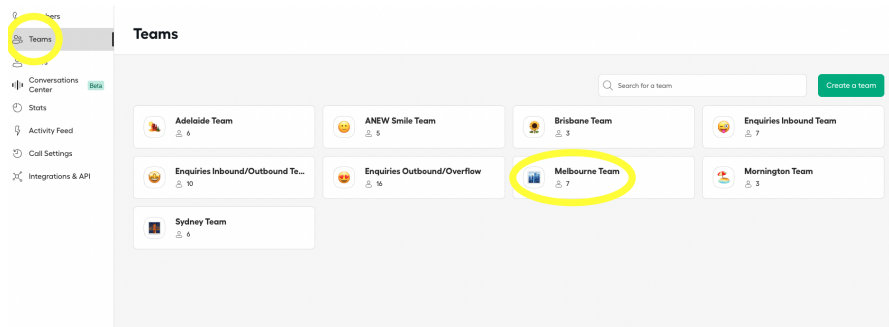 Teams
Conversations
Center
Beta
Stats
Activity Feed
Call Settings
Integrations & API
Teams
Search for a team
Create a team
Adelaide Team
6
ANEW Smile Team
5
Brisbane Team
3
Enquiries Inbound Team
7
Enquiries Inbound/Outbound Te...
10
Enquiries Outbound/Overflow
16
Melbourne Team
7
Mornington Team
3
Sydney Team
6